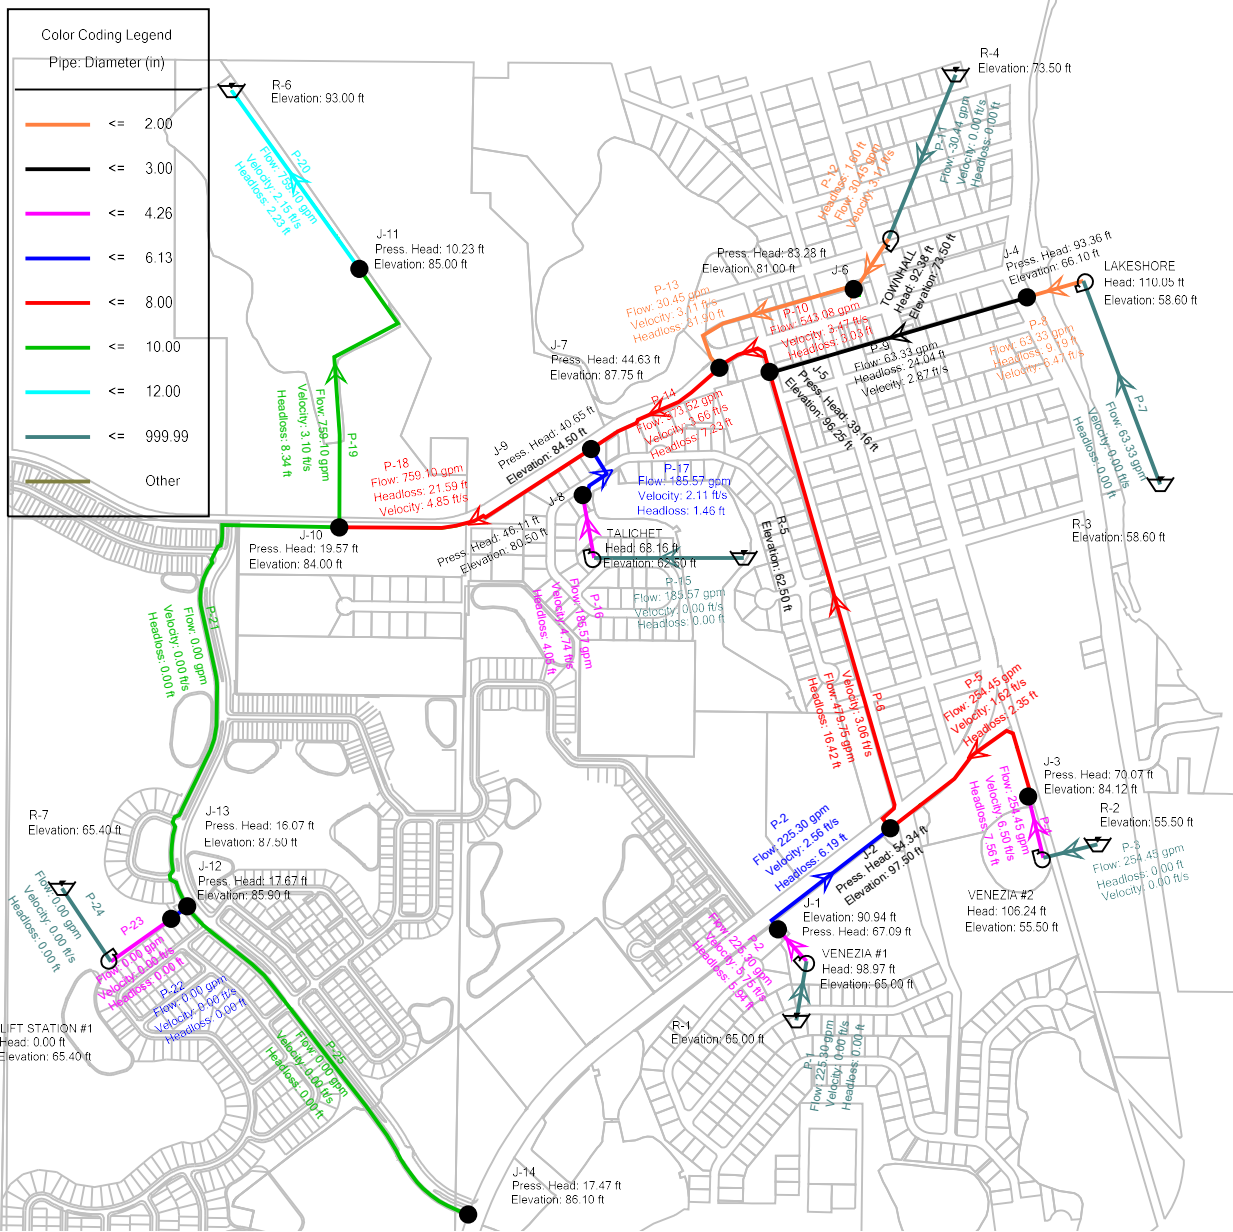 Color Coding Legend
Pipe: Diameter (in)
<= 2.00
<= 3.00
<= 4.26
<= 6.13
<= 8.00
<= 10.00
<= 12.00
<= 999.99
Other
R-6
Elevation: 93.00 ft
P-20
Flow: 759.10 gpm
Velocity: 2.15 ft/s
Headloss: 2.23 ft
J-11
Press. Head: 10.23 ft
Elevation: 85.00 ft
R-4
Elevation: 73.50 ft
P-11
Flow: -30.44 gpm
Velocity: 0.00 ft/s
Headloss: 0.00 ft
P-12
Headloss: 1.60 ft
Flow: 30.45 gpm
Velocity: 3.11 ft/s
TOWNHALL
Head: 92.38 ft
Elevation: 73.50 ft
Press. Head: 83.28 ft
Elevation: 81.00 ft
J-6
J-4
Press. Head: 93.36 ft
Elevation: 66.10 ft
LAKESHORE
Head: 110.05 ft
Elevation: 58.60 ft
P-8
Flow: 63.33 gpm
Headloss: 9.19 ft
Velocity: 6.47 ft/s
P-7
Flow: 63.33 gpm
Velocity: 0.00 ft/s
Headloss: 0.00 ft
R-3
Elevation: 58.60 ft
P-9
Flow: 63.33 gpm
Headloss: 24.04 ft
Velocity: 2.87 ft/s
P-13
Flow: 30.45 gpm
Velocity: 3.11 ft/s
Headloss: 31.90 ft
P-10
Flow: 543.08 gpm
Velocity: 3.47 ft/s
Headloss: 3.03 ft
J-7
Press. Head: 44.63 ft
Elevation: 87.75 ft
J-5
Press. Head: 39.16 ft
Elevation: 96.25 ft
P-14
Flow: 573.52 gpm
Velocity: 3.66 ft/s
Headloss: 7.23 ft
J-9
Press. Head: 40.65 ft
Elevation: 84.50 ft
P-17
Flow: 185.57 gpm
Velocity: 2.11 ft/s
Headloss: 1.46 ft
P-19
Flow: 759.10 gpm
Velocity: 3.10 ft/s
Headloss: 8.34 ft
P-18
Flow: 759.10 gpm
Headloss: 21.59 ft
Velocity: 4.85 ft/s
J-8
Press. Head: 46.11 ft
Elevation: 80.50 ft
J-10
Press. Head: 19.57 ft
Elevation: 84.00 ft
TALICHET
Head: 68.16 ft
Elevation: 62.50 ft
R-5
Elevation: 62.50 ft
P-15
Flow: 185.57 gpm
Velocity: 0.00 ft/s
Headloss: 0.00 ft
P-16
Flow: 185.57 gpm
Velocity: 4.74 ft/s
Headloss: 4.05 ft
P-21
Flow: 0.00 gpm
Velocity: 0.00 ft/s
Headloss: 0.00 ft
P-6
Velocity: 3.06 ft/s
Flow: 479.75 gpm
Headloss: 16.42 ft
P-5
Flow: 254.45 gpm
Velocity: 1.62 ft/s
Headloss: 2.35 ft
J-3
Press. Head: 70.07 ft
Elevation: 84.12 ft
R-2
Elevation: 55.50 ft
P-4
Flow: 254.45 gpm
Velocity: 6.50 ft/s
Headloss: 7.56 ft
P-3
Flow: 254.45 gpm
Headloss: 0.00 ft
Velocity: 0.00 ft/s
VENEZIA #2
Head: 106.24 ft
Elevation: 55.50 ft
P-2
Flow: 225.30 gpm
Velocity: 2.56 ft/s
Headloss: 6.19 ft
J-2
Press. Head: 54.34 ft
Elevation: 97.50 ft
J-1
Elevation: 90.94 ft
Press. Head: 67.09 ft
P-2
Flow: 225.30 gpm
Velocity: 5.75 ft/s
Headloss: 5.94 ft
VENEZIA #1
Head: 98.97 ft
Elevation: 65.00 ft
R-1
Elevation: 65.00 ft
P-1
Flow: 225.30 gpm
Velocity: 0.00 ft/s
Headloss: 0.00 ft
R-7
Elevation: 65.40 ft
J-13
Press. Head: 16.07 ft
Elevation: 87.50 ft
J-12
Press. Head: 17.67 ft
Elevation: 85.90 ft
P-24
Flow: 0.00 gpm
Velocity: 0.00 ft/s
Headloss: 0.00 ft
P-23
Flow: 0.00 gpm
Velocity: 0.00 ft/s
Headloss: 0.00 ft
P-22
Flow: 0.00 gpm
Velocity: 0.00 ft/s
Headloss: 0.00 ft
LIFT STATION #1
Head: 0.00 ft
Elevation: 65.40 ft
P-25
Flow: 0.00 gpm
Velocity: 0.00 ft/s
Headloss: 0.00 ft
J-14
Press. Head: 17.47 ft
Elevation: 86.10 ft